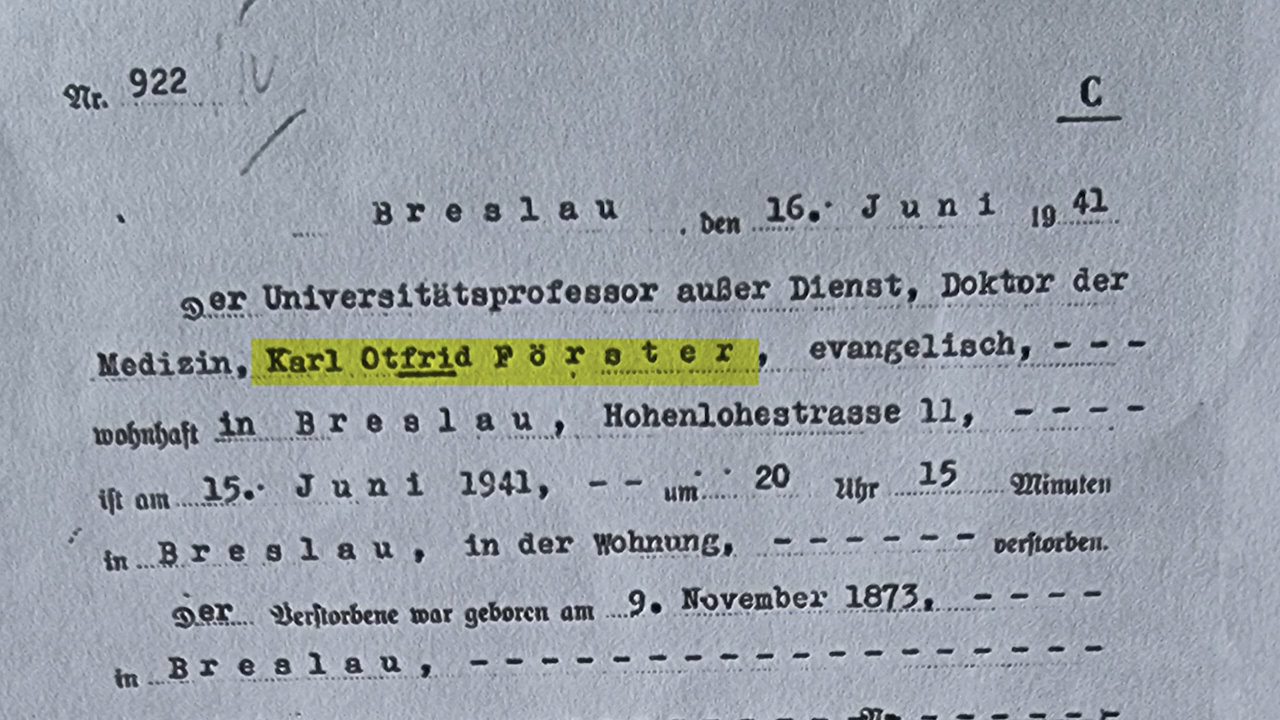 Nr. 922 IV
C
Breslau, den 16. Juni 1941
Der Universitätsprofessor außer Dienst, Doktor der
Medizin, Karl Otfrid Förster, evangelisch, - - -
wohnhaft in Breslau, Hohenlohestrasse 11, - - - -
ist am 15. Juni 1941, - - um 20 Uhr 15 Minuten
in Breslau, in der Wohnung, - - - - - - verstorben.
Der Verstorbene war geboren am 9. November 1873. - - - -
in Breslau, - - - - - - - - - - - - - - - - - -